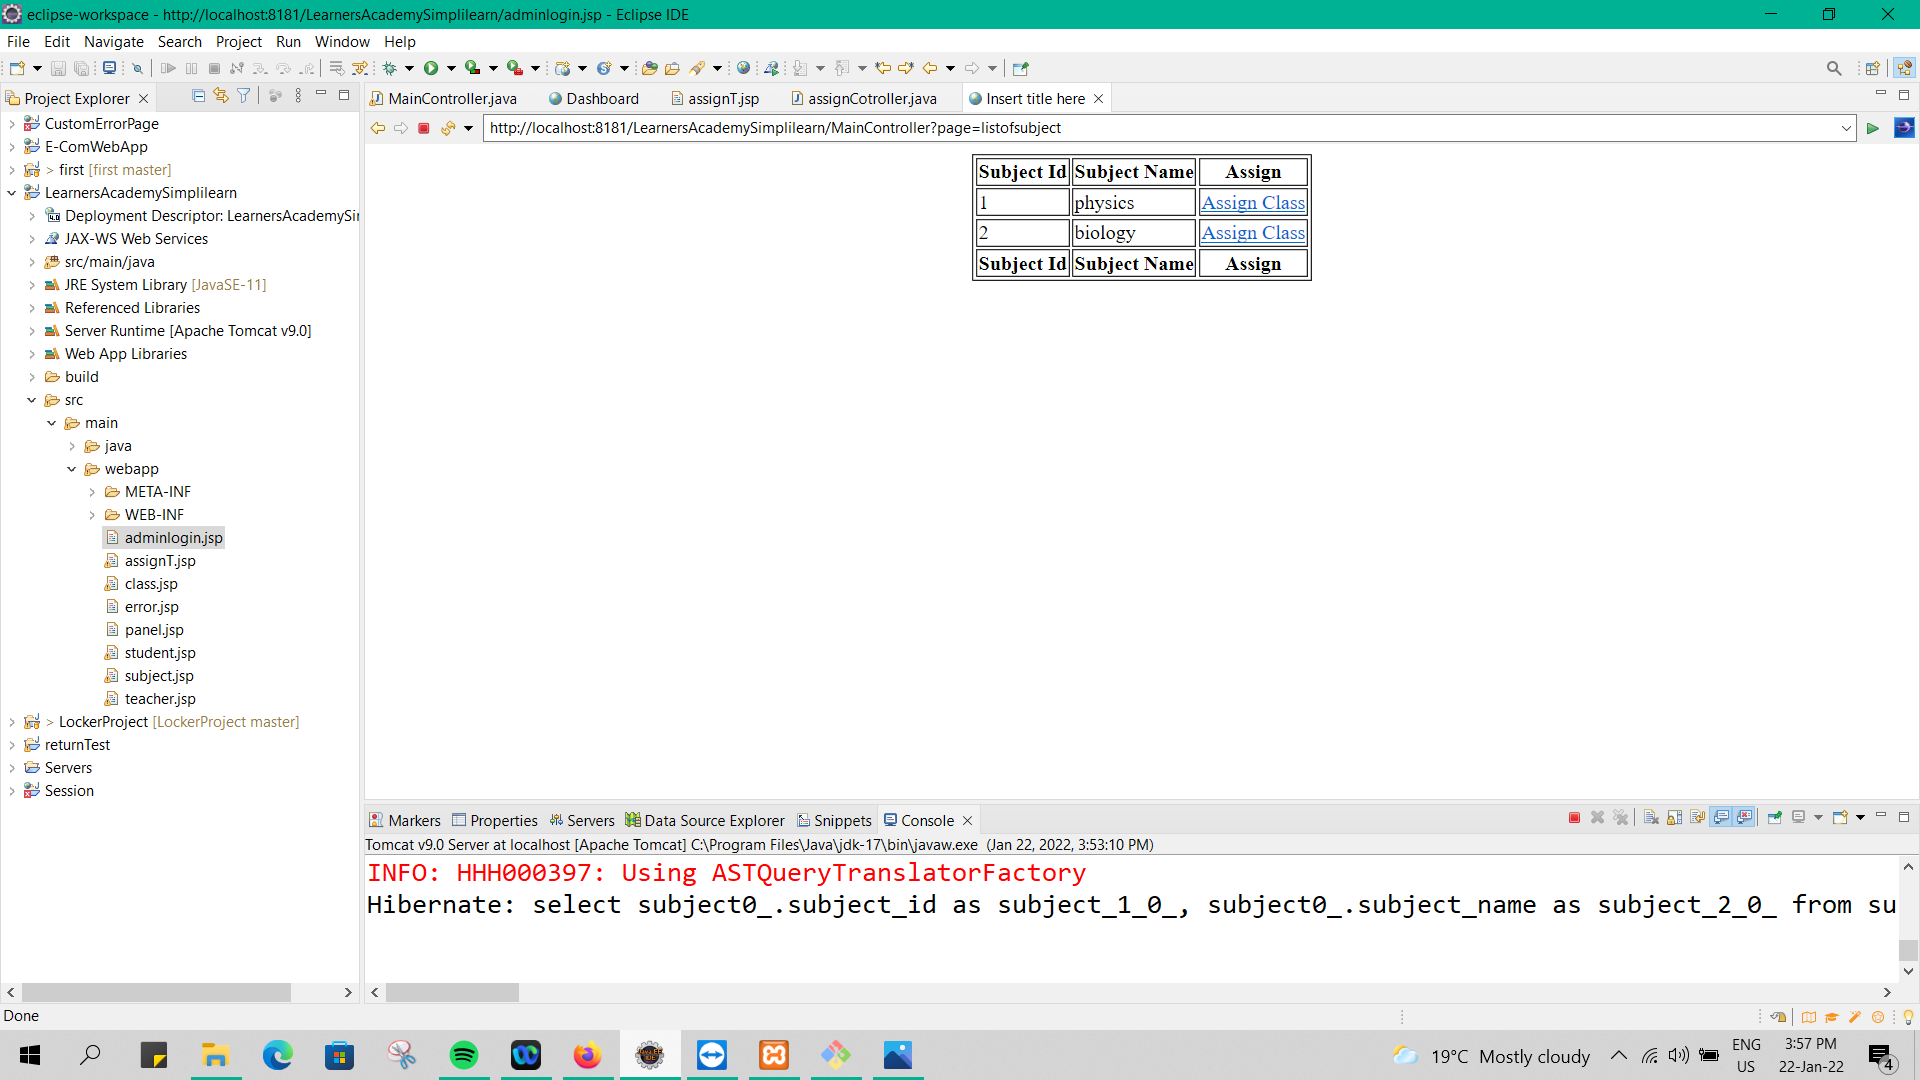 eclipse-workspace - http://localhost:8181/LearnersAcademySimplilearn/adminlogin.jsp - Eclipse IDE
File Edit Navigate Search Project Run Window Help
Project Explorer
MainController.java Dashboard assignT.jsp assignCotroller.java Insert title here
http://localhost:8181/LearnersAcademySimplilearn/MainController?page=listofsubject
CustomErrorPage
E-ComWebApp
> first [first master]
LearnersAcademySimplilearn
Deployment Descriptor: LearnersAcademySi
JAX-WS Web Services
src/main/java
JRE System Library [JavaSE-11]
Referenced Libraries
Server Runtime [Apache Tomcat v9.0]
Web App Libraries
build
src
main
java
webapp
META-INF
WEB-INF
adminlogin.jsp
assignT.jsp
class.jsp
error.jsp
panel.jsp
student.jsp
subject.jsp
teacher.jsp
> LockerProject [LockerProject master]
returnTest
Servers
Session
Subject Id Subject Name Assign
1 physics Assign Class
2 biology Assign Class
Subject Id Subject Name Assign
Markers Properties Servers Data Source Explorer Snippets Console
Tomcat v9.0 Server at localhost [Apache Tomcat] C:\Program Files\Java\jdk-17\bin\javaw.exe (Jan 22, 2022, 3:53:10 PM)
INFO: HHH000397: Using ASTQueryTranslatorFactory
Hibernate: select subject0_.subject_id as subject_1_0_, subject0_.subject_name as subject_2_0_ from su
Done
19°C Mostly cloudy
ENG
US
3:57 PM
22-Jan-22
4